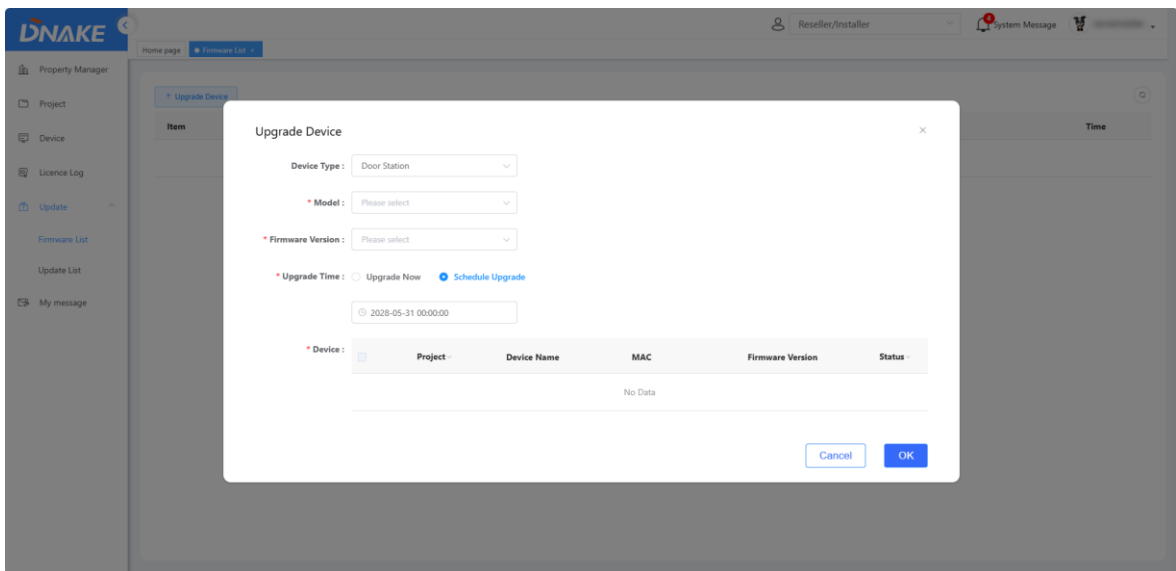 DNAKE
Reseller/Installer
4
System Message
Home page
Firmware List ×
Property Manager
Project
Device
Licence Log
Update
Firmware List
Update List
My message
+ Upgrade Device
Item
Time
Upgrade Device
Device Type : Door Station
* Model : Please select
* Firmware Version : Please select
* Upgrade Time : Upgrade Now Schedule Upgrade
2028-05-31 00:00:00
* Device : Project Device Name MAC Firmware Version Status
No Data
Cancel OK